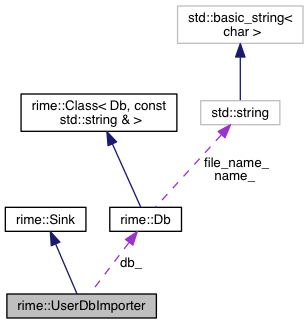 std::basic_string<
char >
rime::Class< Db, const
std::string & >
std::string
file_name_
name_
rime::Sink
rime::Db
db_
rime::UserDbImporter